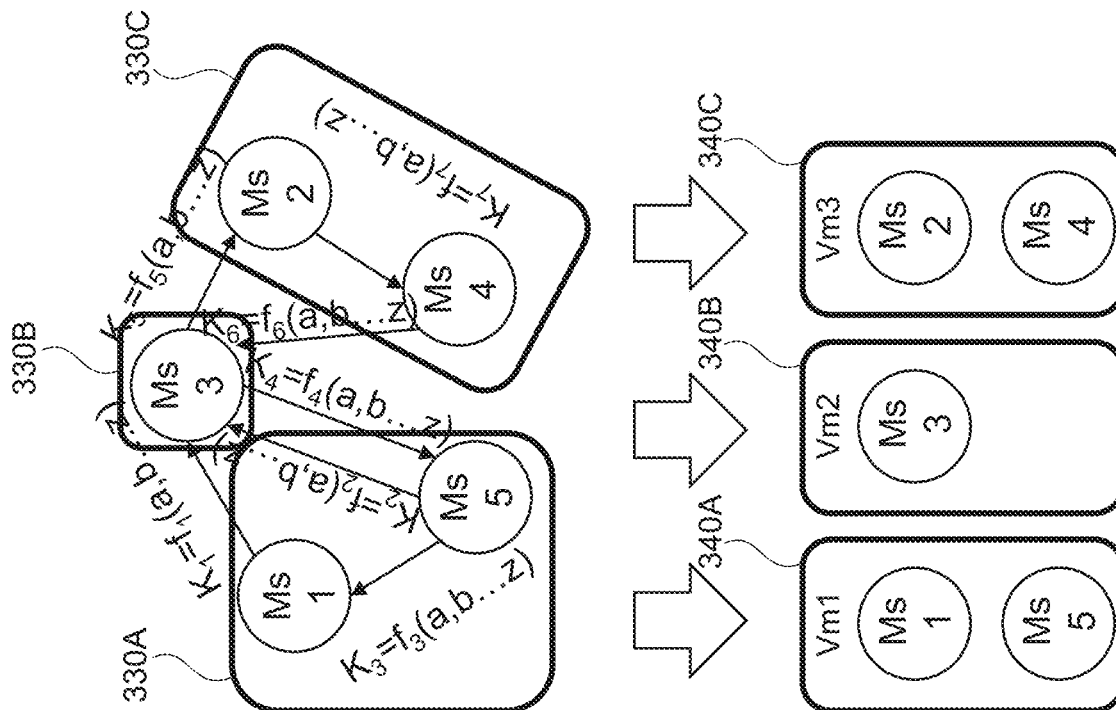 330A
330B
330C
K₁=f₁(a,b...z)
K₂=f₂(a,b...z)
K₃=f₃(a,b...z)
K₄=f₄(a,b...z)
K₅=f₅(a,b...z)
K₆=f₆(a,b...z)
K₇=f₇(a,b...
z)
Ms
1
Ms
5
Ms
3
Ms
2
Ms
4
340A
340B
340C
Vm1
Ms
1
Ms
5
Vm2
Ms
3
Vm3
Ms
2
Ms
4